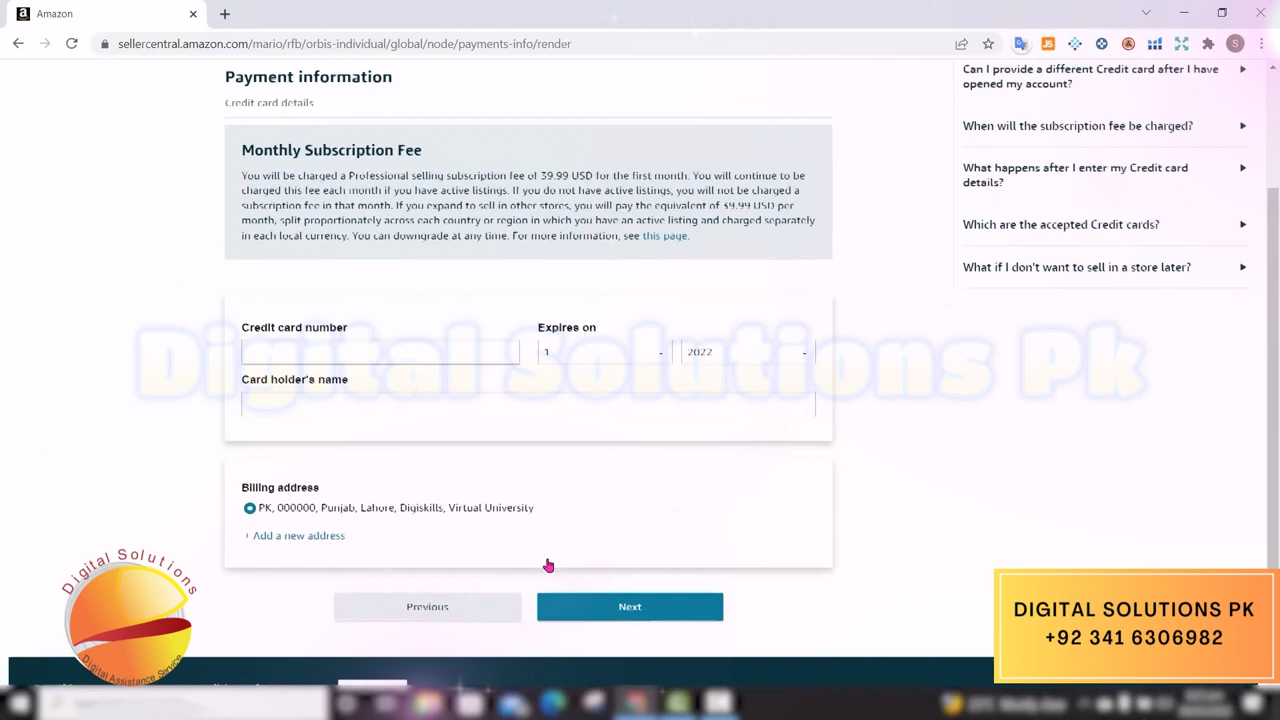 Amazon
sellercentral.amazon.com/mario/rfb/orbis-individual/global/node/payments-info/render
JS
S
Payment information
Credit card details
Monthly Subscription Fee
You will be charged a Professional selling subscription fee of 39.99 USD for the first month. You will continue to
charged this fee each month if you have active listings. If you do not have active listings, you will not be charged a
subscription fee in that month. If you expand to sell in other stores, you will pay the equivalent of 39.99 USD per
month, split proportionately across each country or region in which you have an active listing and charged separately
in each local currency. You can downgrade at any time. For more information, see this page.
Credit card number
Expires on
1
2022
Card holder's name
Billing address
PK, 000000, Punjab, Lahore, Digiskills, Virtual University
+ Add a new address
Previous
Next
Can I provide a different Credit card after I have
opened my account?
When will the subscription fee be charged?
What happens after I enter my Credit card
details?
Which are the accepted Credit cards?
What if I don't want to sell in a store later?
Digital Solutions Pk
Digital Solutions
Digital Assistance Service
DIGITAL SOLUTIONS PK
+92 341 6306982